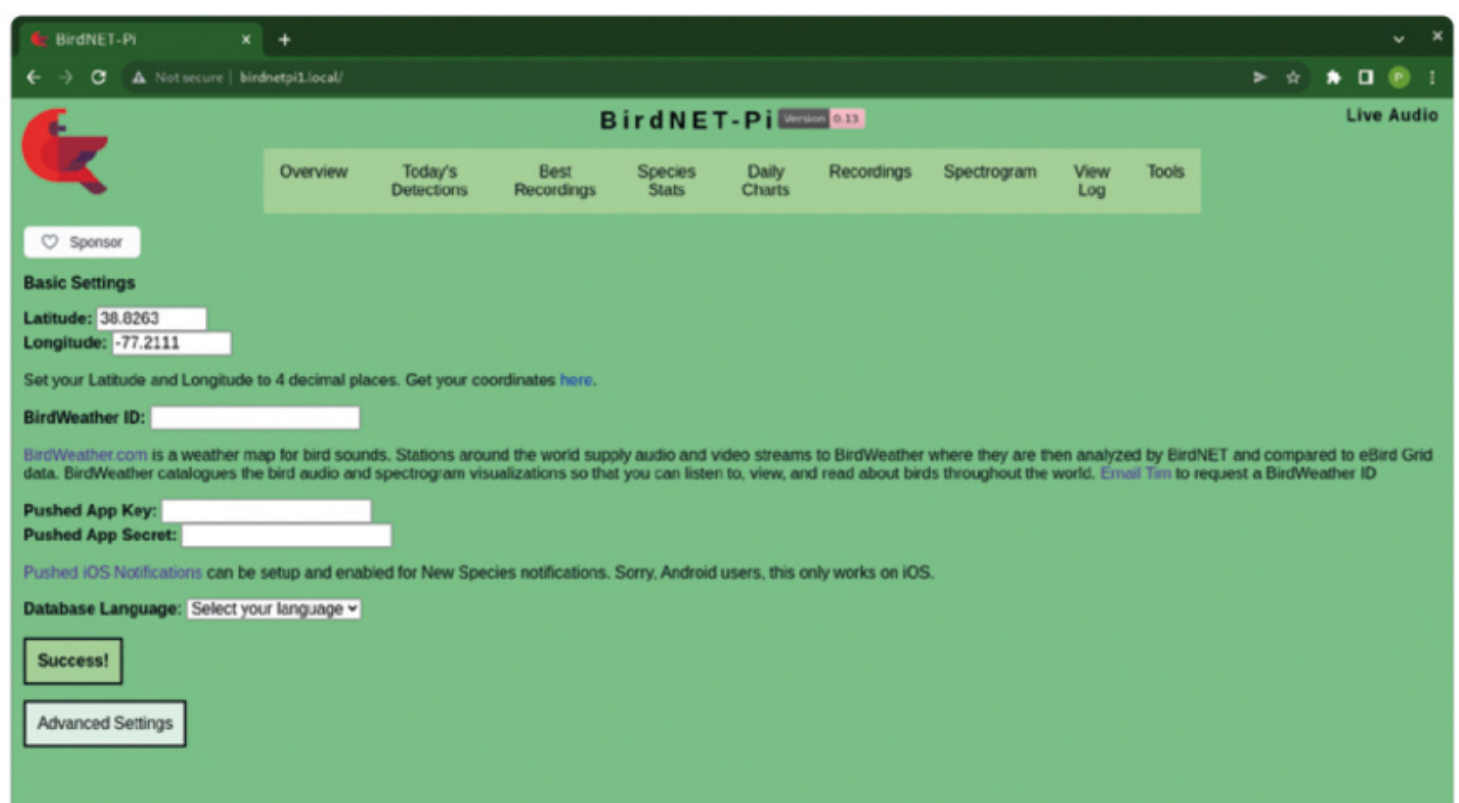 BirdNET-Pi
Not secure | birdnetpi1.local/
P
BirdNET-Pi Version 0.13
Live Audio
Overview Today's Detections Best Recordings Species Stats Daily Charts Recordings Spectrogram View Log Tools
Sponsor
Basic Settings
Latitude: 38.8263
Longitude: -77.2111
Set your Latitude and Longitude to 4 decimal places. Get your coordinates here.
BirdWeather ID:
BirdWeather.com is a weather map for bird sounds. Stations around the world supply audio and video streams to BirdWeather where they are then analyzed by BirdNET and compared to eBird Grid
data. BirdWeather catalogues the bird audio and spectrogram visualizations so that you can listen to, view, and read about birds throughout the world. Email Tim to request a BirdWeather ID
Pushed App Key:
Pushed App Secret:
Pushed iOS Notifications can be setup and enabled for New Species notifications. Sorry, Android users, this only works on iOS.
Database Language: Select your language
Success!
Advanced Settings